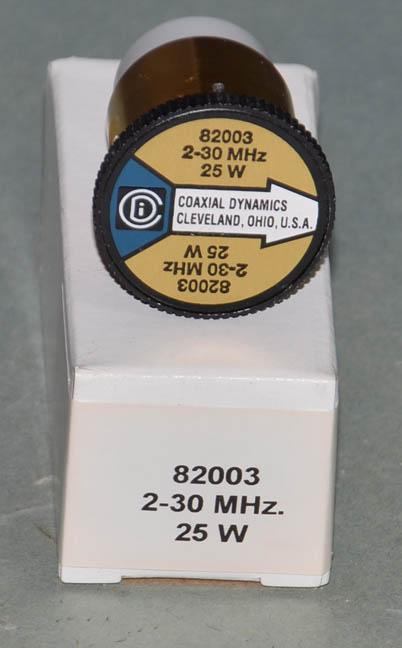 82003
2-30 MHz
25 W
CDi
COAXIAL DYNAMICS
CLEVELAND, OHIO, U.S.A.
25 W
2-30 MHz
82003
82003
2-30 MHz.
25 W